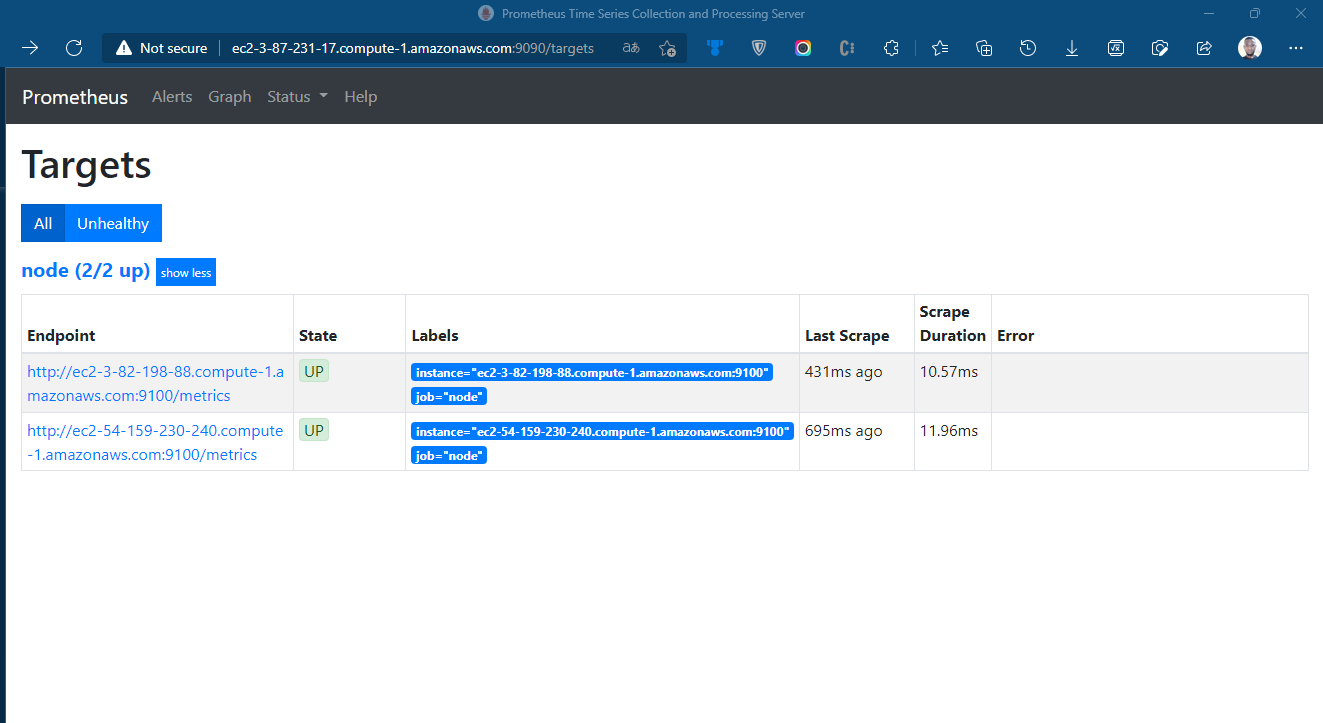 Prometheus Time Series Collection and Processing Server
Not secure ec2-3-87-231-17.compute-1.amazonaws.com:9090/targets aあ
Prometheus Alerts Graph Status Help
Targets
All Unhealthy
node (2/2 up) show less
Endpoint State Labels Last Scrape Scrape Duration Error
http://ec2-3-82-198-88.compute-1.a UP instance="ec2-3-82-198-88.compute-1.amazonaws.com:9100" 431ms ago 10.57ms
mazonaws.com:9100/metrics job="node"
http://ec2-54-159-230-240.compute UP instance="ec2-54-159-230-240.compute-1.amazonaws.com:9100" 695ms ago 11.96ms
-1.amazonaws.com:9100/metrics job="node"